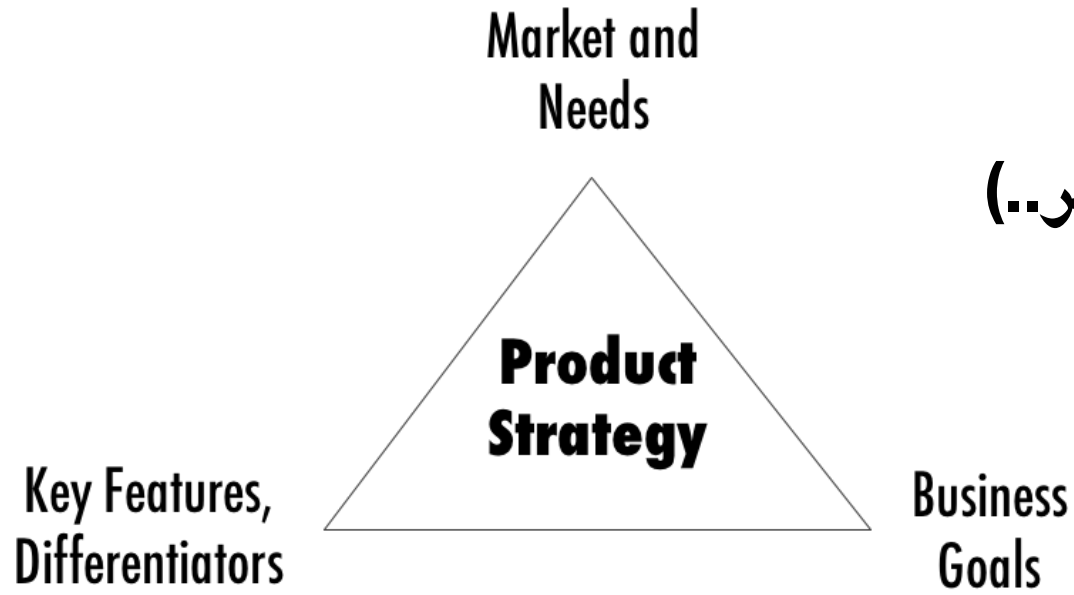 Market and
Needs
Product
Strategy
Key Features,
Differentiators
Business
Goals